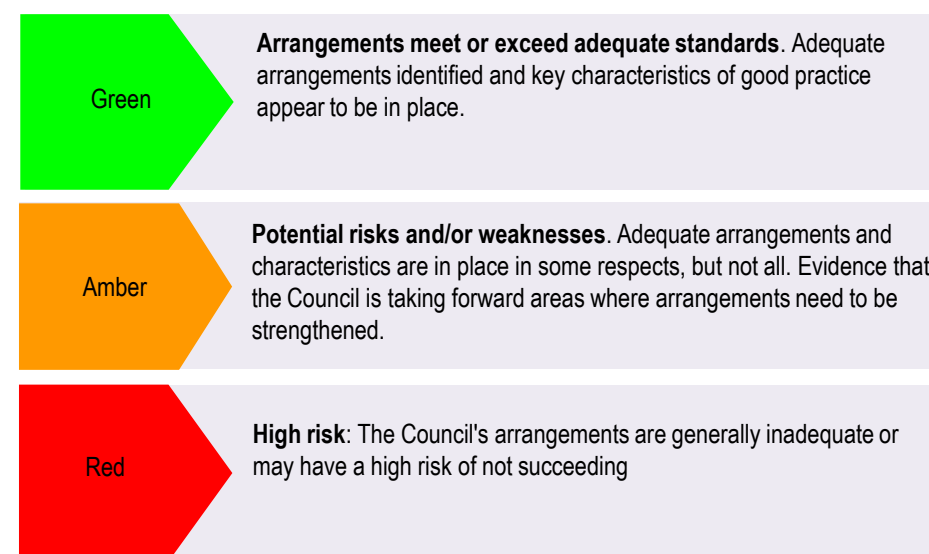 Green
Arrangements meet or exceed adequate standards. Adequate
arrangements identified and key characteristics of good practice
appear to be in place.
Amber
Potential risks and/or weaknesses. Adequate arrangements and
characteristics are in place in some respects, but not all. Evidence that
the Council is taking forward areas where arrangements need to be
strengthened.
Red
High risk: The Council's arrangements are generally inadequate or
may have a high risk of not succeeding